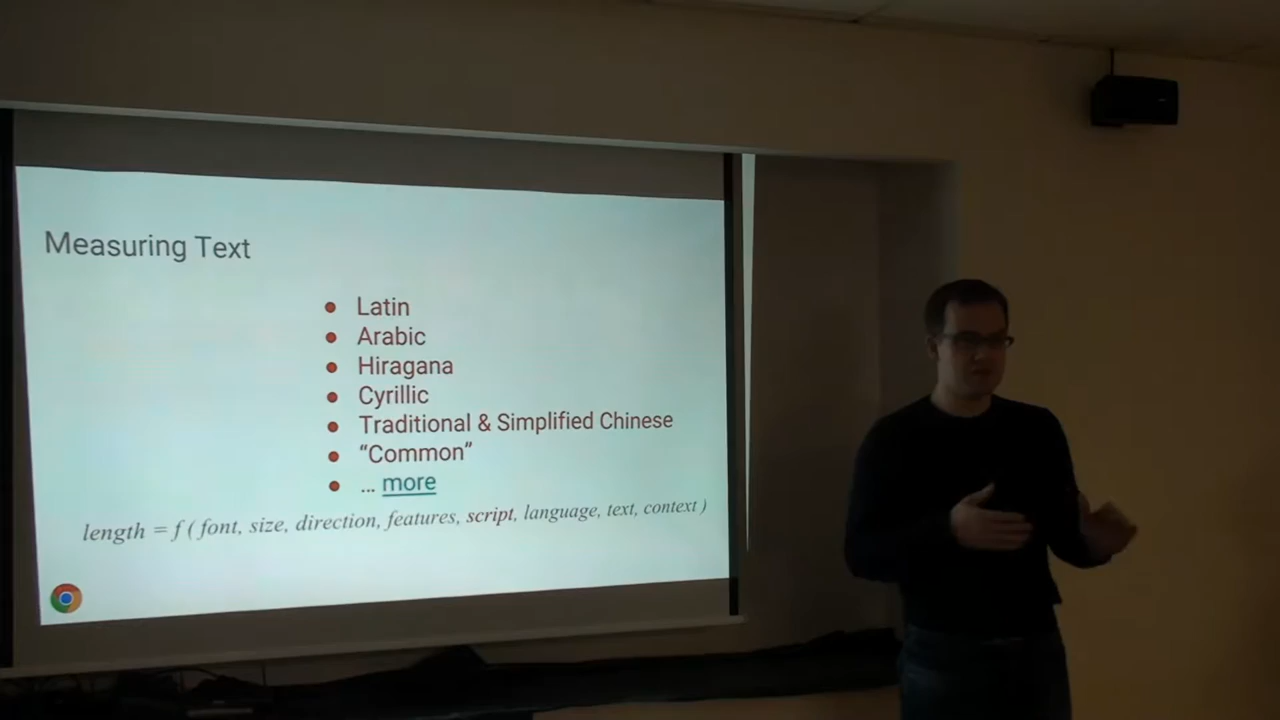 Measuring Text
● Latin
● Arabic
● Hiragana
● Cyrillic
● Traditional & Simplified Chinese
● “Common”
● ... more
length = f ( font, size, direction, features, script, language, text, context )